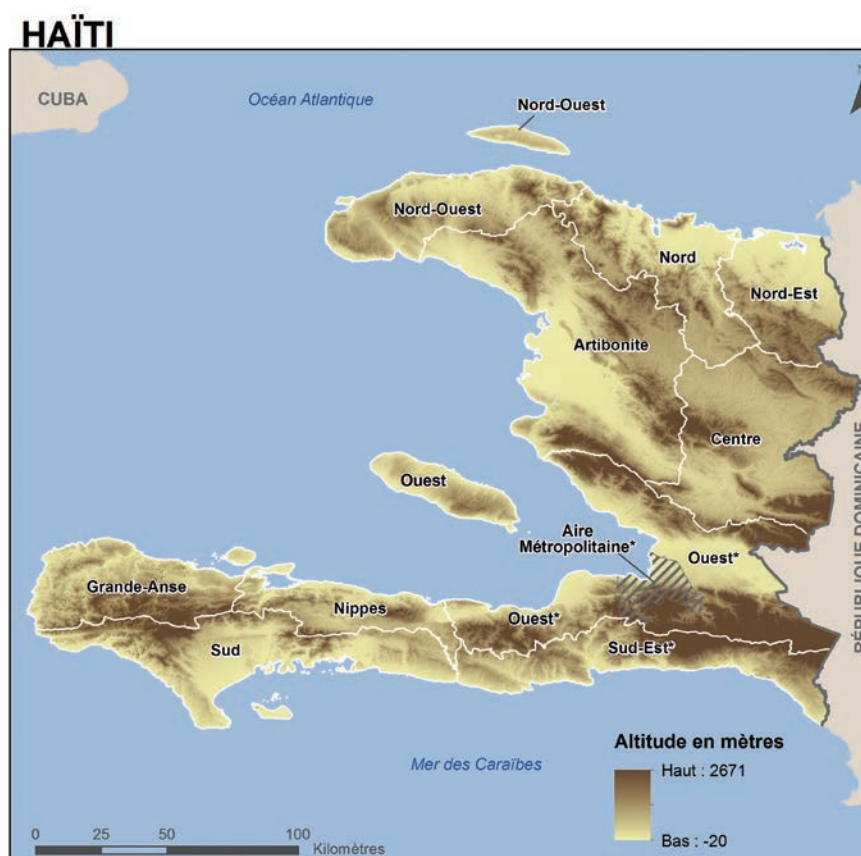 HAÏTI
CUBA
Océan Atlantique
Nord-Ouest
Nord-Ouest
Nord
Nord-Est
Artibonite
Centre
Ouest
Aire
Métropolitaine*
Ouest*
Grande-Anse
Nippes
Ouest*
Sud
Sud-Est*
RÉPUBLIQUE DOMINICAINE
Mer des Caraïbes
Altitude en mètres
Haut : 2671
Bas : -20
0 25 50 100
Kilomètres